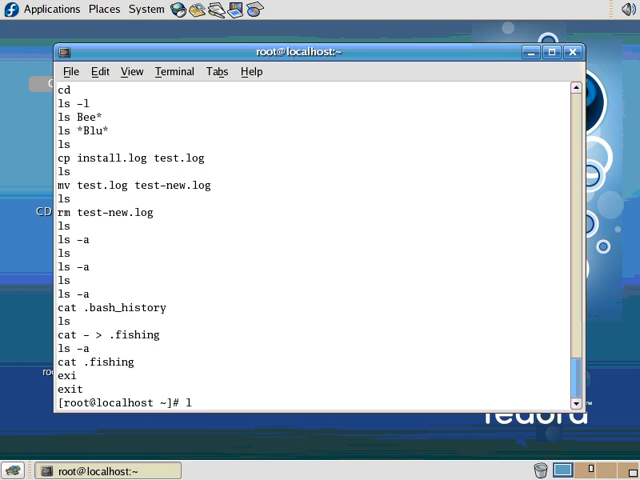 Applications Places System
root@localhost:~
File Edit View Terminal Tabs Help
cd
ls -l
ls Bee*
ls *Blu*
ls
cp install.log test.log
ls
mv test.log test-new.log
ls
rm test-new.log
ls
ls -a
ls
ls -a
ls
ls -a
cat .bash_history
ls
cat - > .fishing
ls -a
cat .fishing
exi
exit
[root@localhost ~]# l
CD
fedora
root@localhost:~